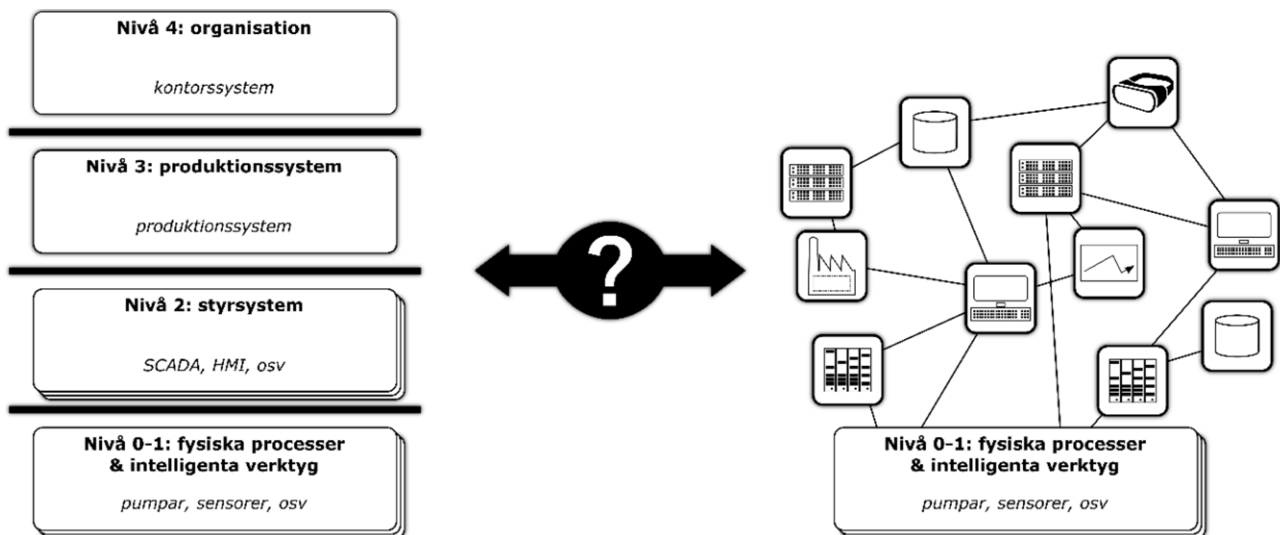 Nivå 4: organisation
kontorssystem
Nivå 3: produktionssystem
produktionssystem
Nivå 2: styrsystem
SCADA, HMI, osv
Nivå 0-1: fysiska processer
& intelligenta verktyg
pumpar, sensorer, osv
?
Nivå 0-1: fysiska processer
& intelligenta verktyg
pumpar, sensorer, osv